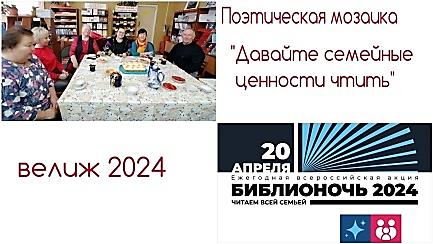 Поэтическая мозаика
"Давайте семейные
ценности чтить"
велиж 2024
20
АПРЕЛЯ
Ежегодная всероссийская акция
БИБЛИОНОЧЬ 2024
ЧИТАЕМ ВСЕЙ СЕМЬЕЙ